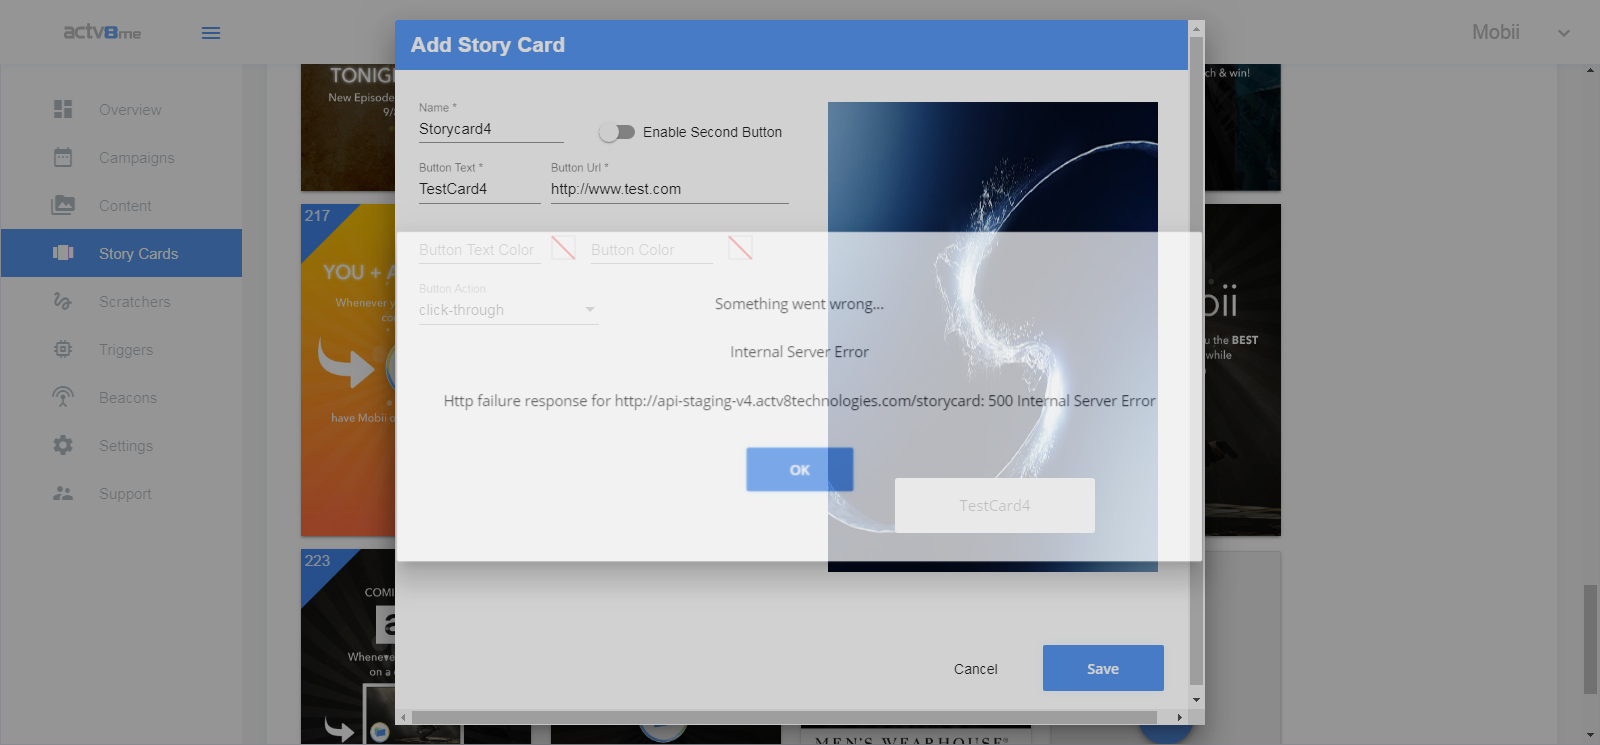 actv8me
Mobii
Overview
Campaigns
Content
Story Cards
Scratchers
Triggers
Beacons
Settings
Support
TONIG
New Episode
9/
ch & win!
217
YOU + A
Whenever y
have Mobii o
bii
u the BEST
while
223
COMI
a
Wheneve
on a
MEN'S WEARHOUSE®
Add Story Card
Name *
Storycard4
Enable Second Button
Button Text *
TestCard4
Button Url *
http://www.test.com
Button Text Color
Button Color
Button Action
click-through
Something went wrong...
Internal Server Error
Http failure response for http://api-staging-v4.actv8technologies.com/storycard: 500 Internal Server Error
OK
TestCard4
Cancel
Save